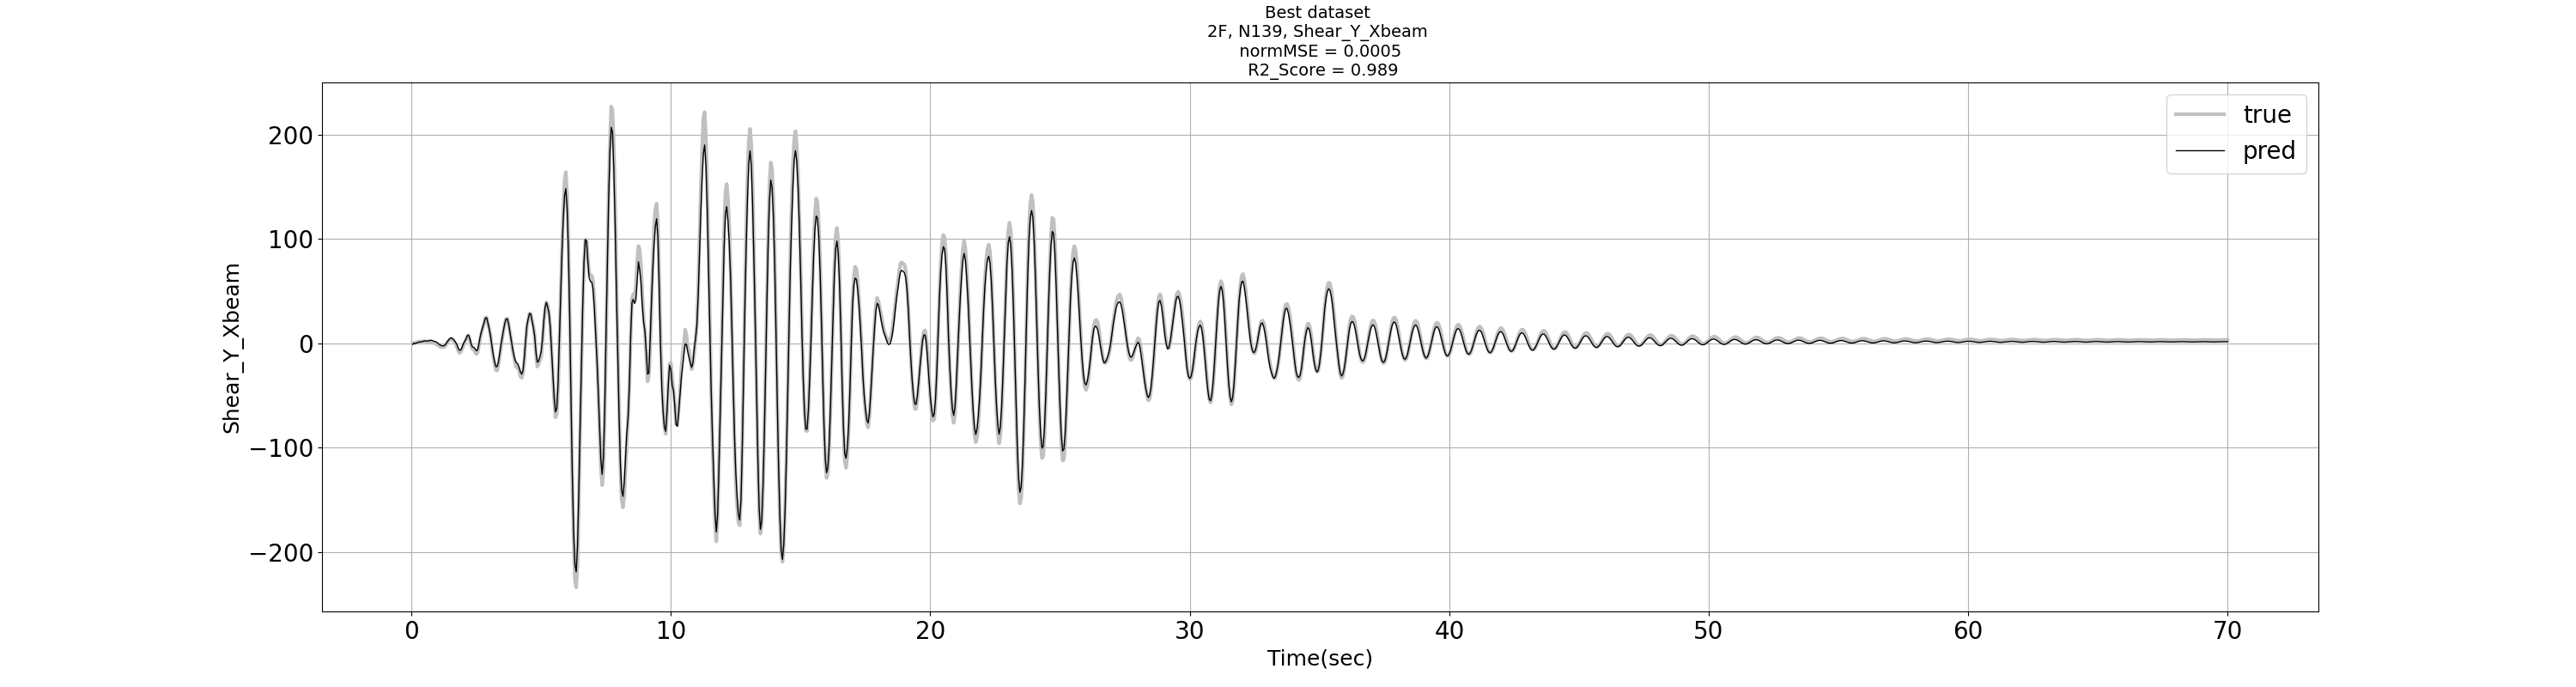 Best dataset
2F, N139, Shear_Y_Xbeam
normMSE = 0.0005
R2_Score = 0.989
true
pred
200
100
0
−100
−200
Shear_Y_Xbeam
0 10 20 30 40 50 60 70
Time(sec)